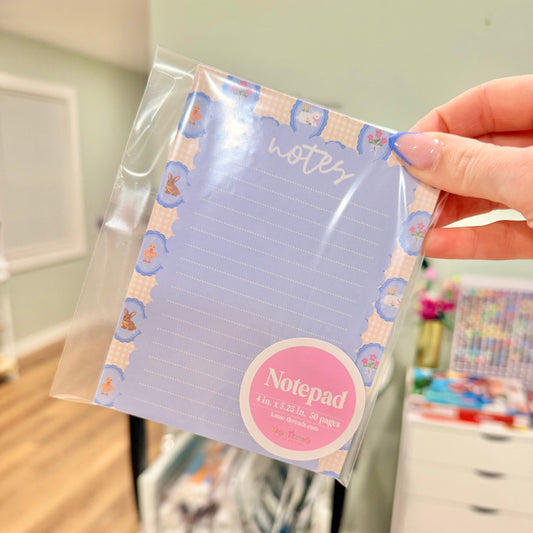 notes
Notepad
4 in. x 5.25 in. 50 pages